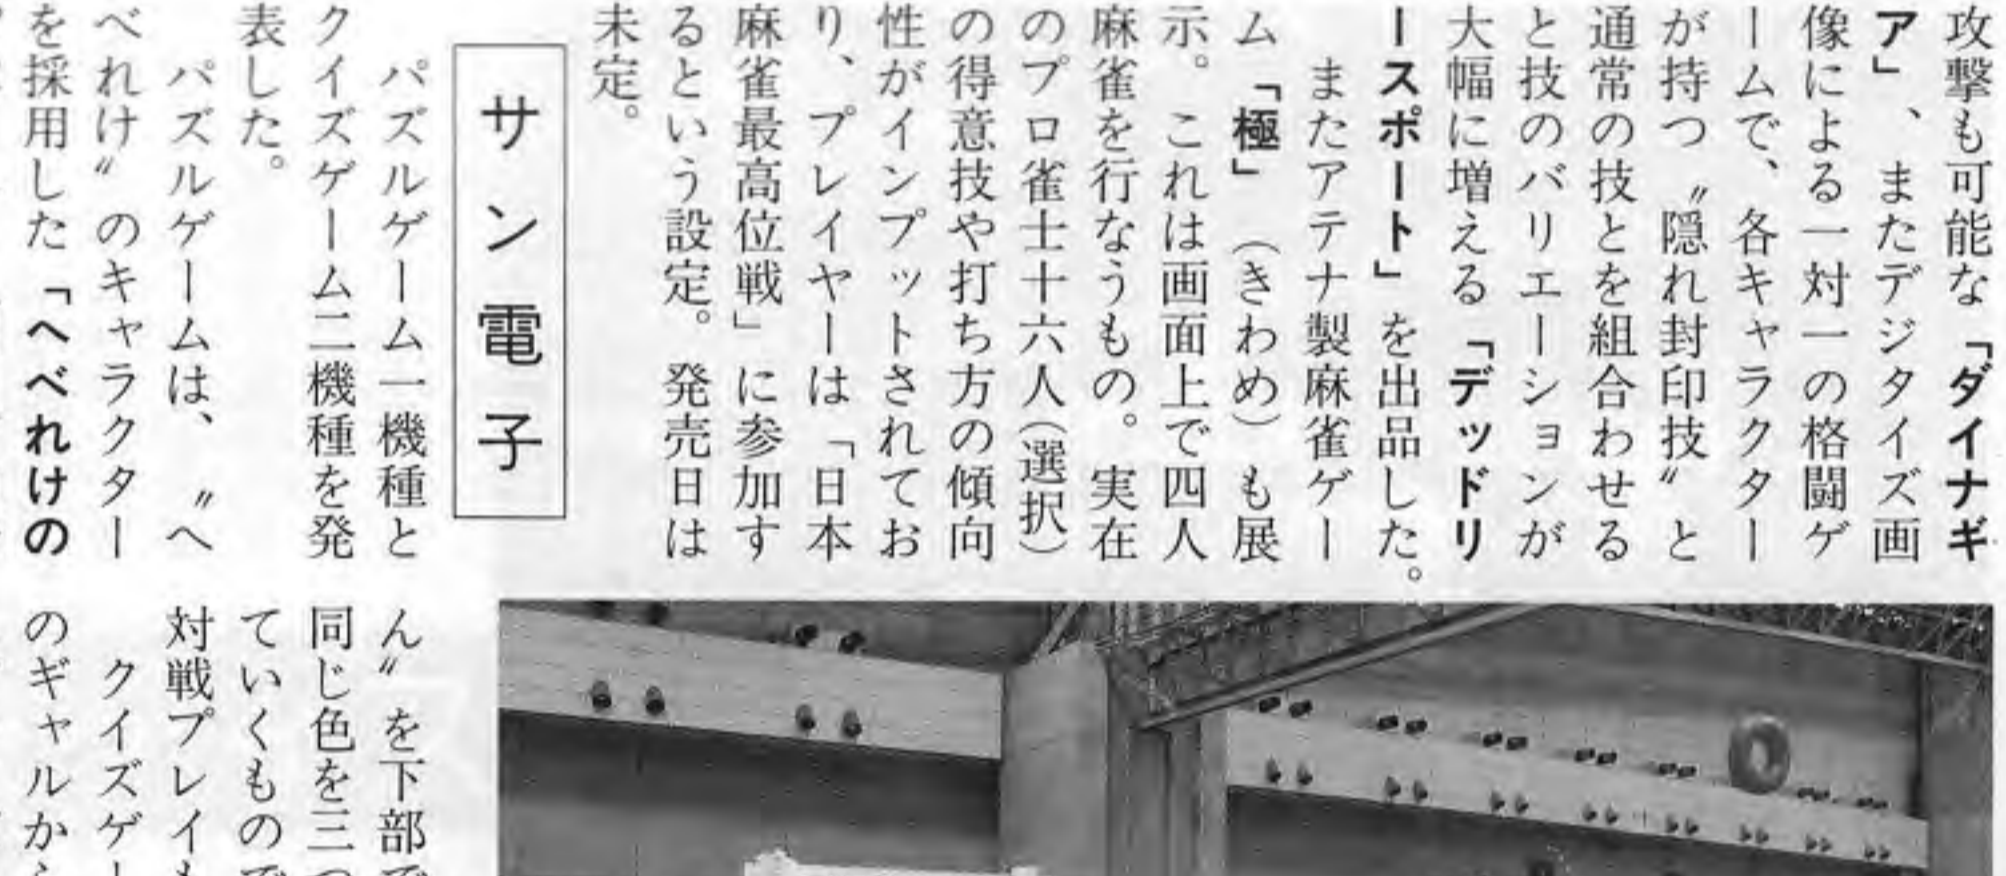 攻撃も可能な「ダイナギ
ア」、またデジタイズ画
像による一対一の格闘ゲ
ームで、各キャラクター
が持つ〝隠れ封印技〟と
通常の技とを組合わせる
と技のバリエーションが
大幅に増える「デッドリ
ースポート」を出品した。
またアテナ製麻雀ゲー
ム「極」（きわめ）も展
示。これは画面上で四人
麻雀を行なうもの。実在
のプロ雀士十六人（選択）
の得意技や打ち方の傾向
性がインプットされてお
り、プレイヤーは「日本
麻雀最高位戦」に参加す
るという設定。発売日は
未定。
サン電子
パズルゲーム一機種と
クイズゲーム二機種を発
表した。
パズルゲームは、〝へ
べれけ〟のキャラクター
を採用した「へべれけの
ん〟を下部で
同じ色を三つ
ていくもので
対戦プレイも
クイズゲー
のギャルから